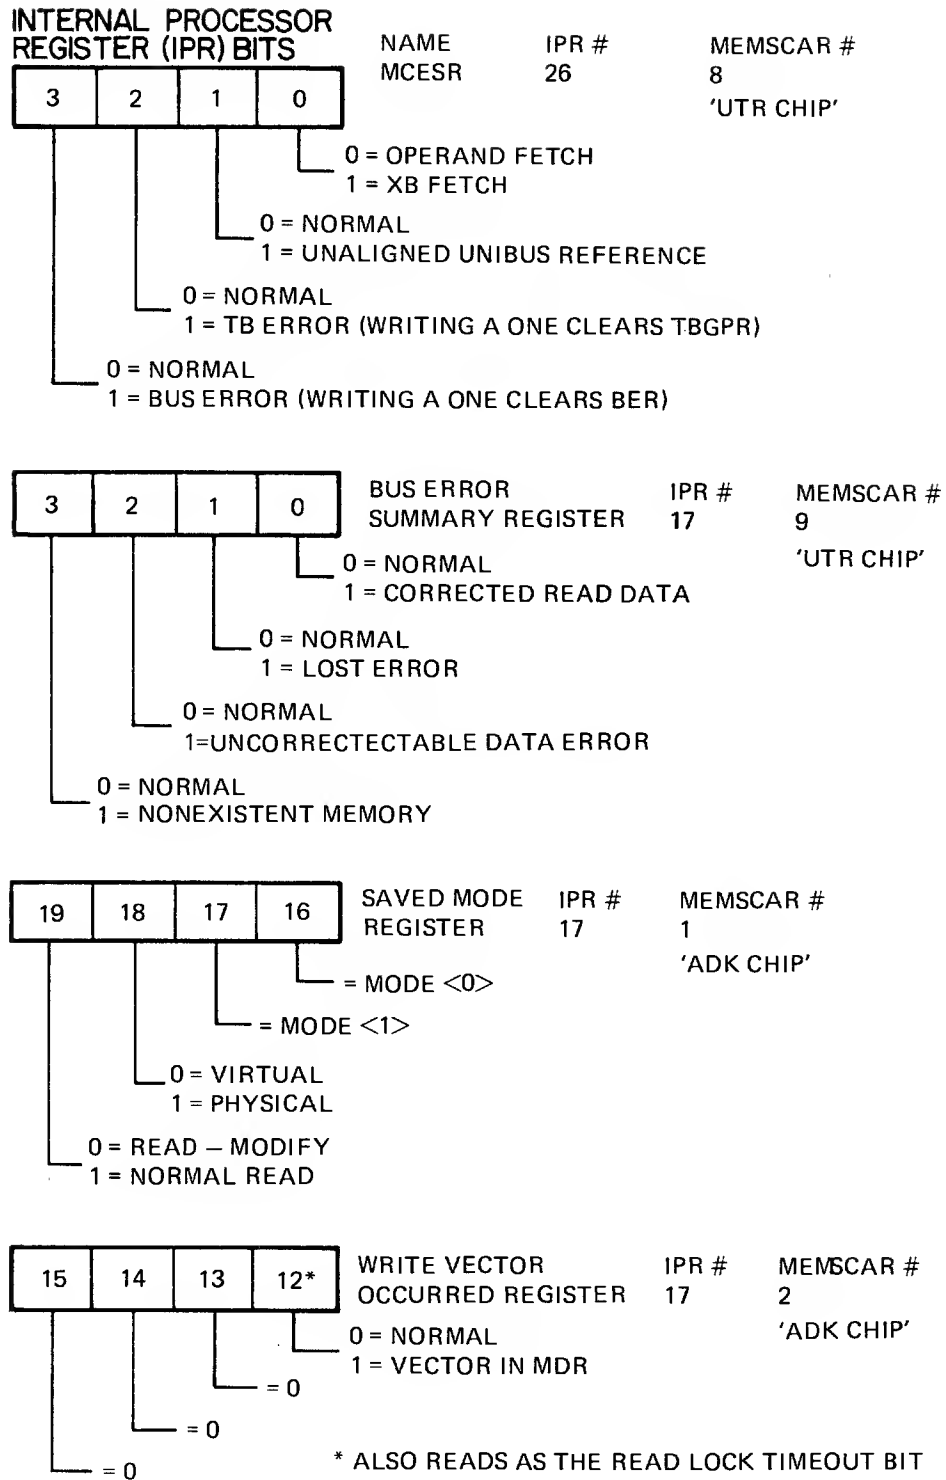 INTERNAL PROCESSOR
REGISTER (IPR) BITS
NAME IPR # MEMSCAR #
MCESR 26 8
'UTR CHIP'
3 2 1 0
0 = OPERAND FETCH
1 = XB FETCH
0 = NORMAL
1 = UNALIGNED UNIBUS REFERENCE
0 = NORMAL
1 = TB ERROR (WRITING A ONE CLEARS TBGPR)
0 = NORMAL
1 = BUS ERROR (WRITING A ONE CLEARS BER)
3 2 1 0
BUS ERROR IPR # MEMSCAR #
SUMMARY REGISTER 17 9
'UTR CHIP'
0 = NORMAL
1 = CORRECTED READ DATA
0 = NORMAL
1 = LOST ERROR
0 = NORMAL
1=UNCORRECTECTABLE DATA ERROR
0 = NORMAL
1 = NONEXISTENT MEMORY
19 18 17 16
SAVED MODE IPR # MEMSCAR #
REGISTER 17 1
'ADK CHIP'
= MODE <0>
= MODE <1>
0 = VIRTUAL
1 = PHYSICAL
0 = READ – MODIFY
1 = NORMAL READ
15 14 13 12*
WRITE VECTOR IPR # MEMSCAR #
OCCURRED REGISTER 17 2
'ADK CHIP'
0 = NORMAL
1 = VECTOR IN MDR
= 0
= 0
= 0
* ALSO READS AS THE READ LOCK TIMEOUT BIT